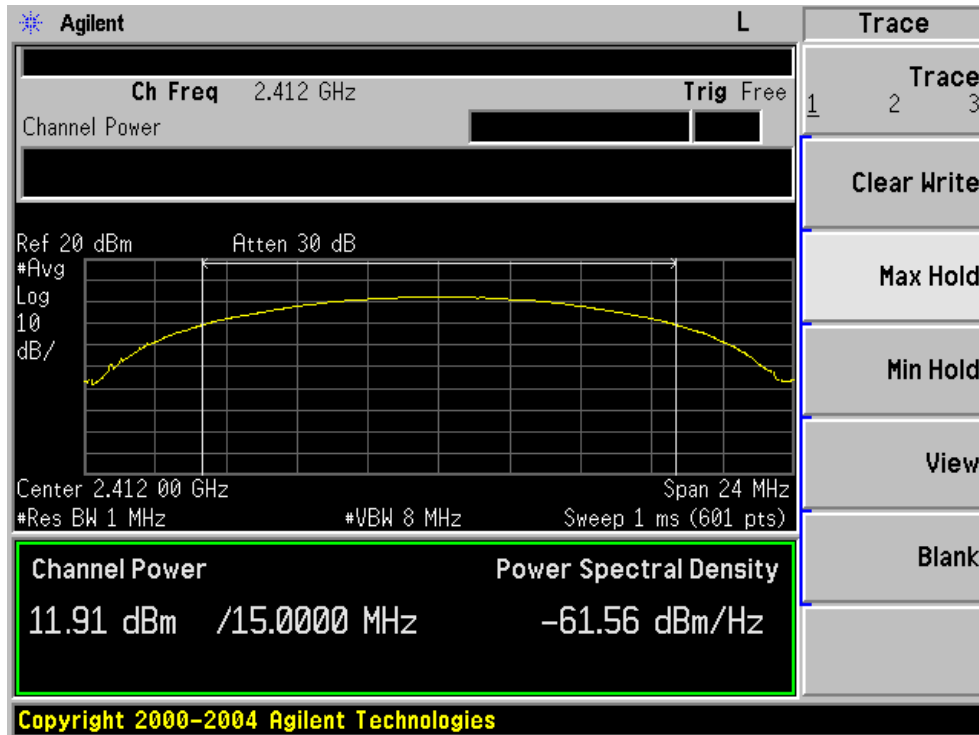 Agilent L Trace
Ch Freq 2.412 GHz Trig Free
Channel Power
Ref 20 dBm Atten 30 dB
#Avg
Log
10
dB/
Center 2.412 00 GHz Span 24 MHz
#Res BW 1 MHz #VBW 8 MHz Sweep 1 ms (601 pts)
Channel Power Power Spectral Density
11.91 dBm /15.0000 MHz -61.56 dBm/Hz
Copyright 2000-2004 Agilent Technologies
Trace
1 2 3
Clear Write
Max Hold
Min Hold
View
Blank